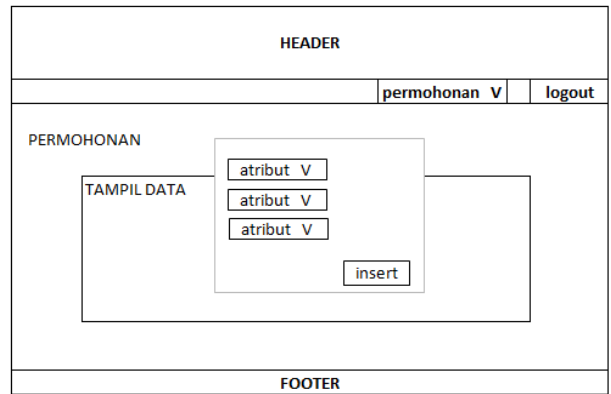 HEADER
permohonan V logout
PERMOHONAN
TAMPIL DATA
atribut V
atribut V
atribut V
insert
FOOTER